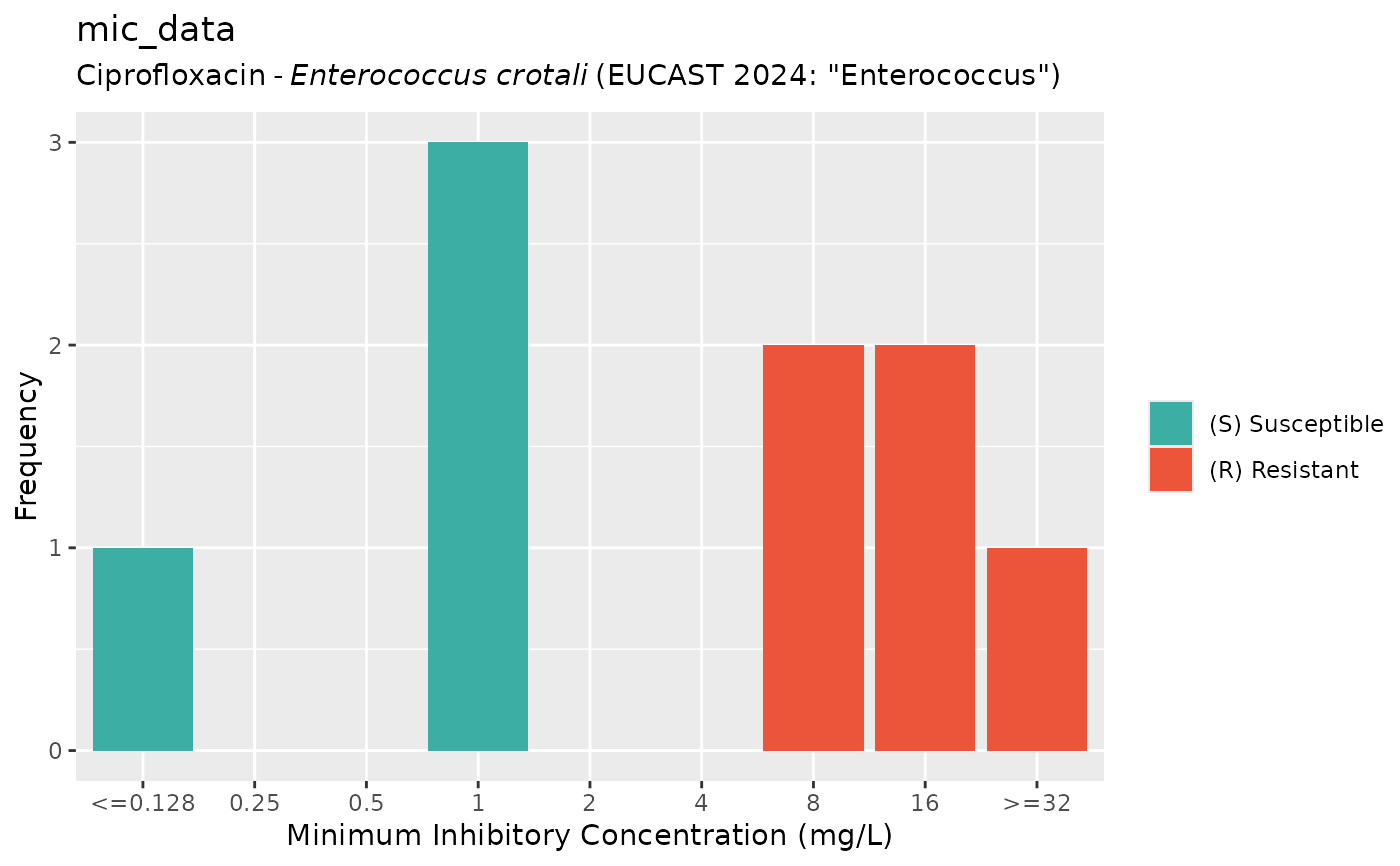 mic_data
Ciprofloxacin - Enterococcus crotali (EUCAST 2024: "Enterococcus")
3
2
1
0
Frequency
<=0.128 0.25 0.5 1 2 4 8 16 >=32
Minimum Inhibitory Concentration (mg/L)
(S) Susceptible
(R) Resistant